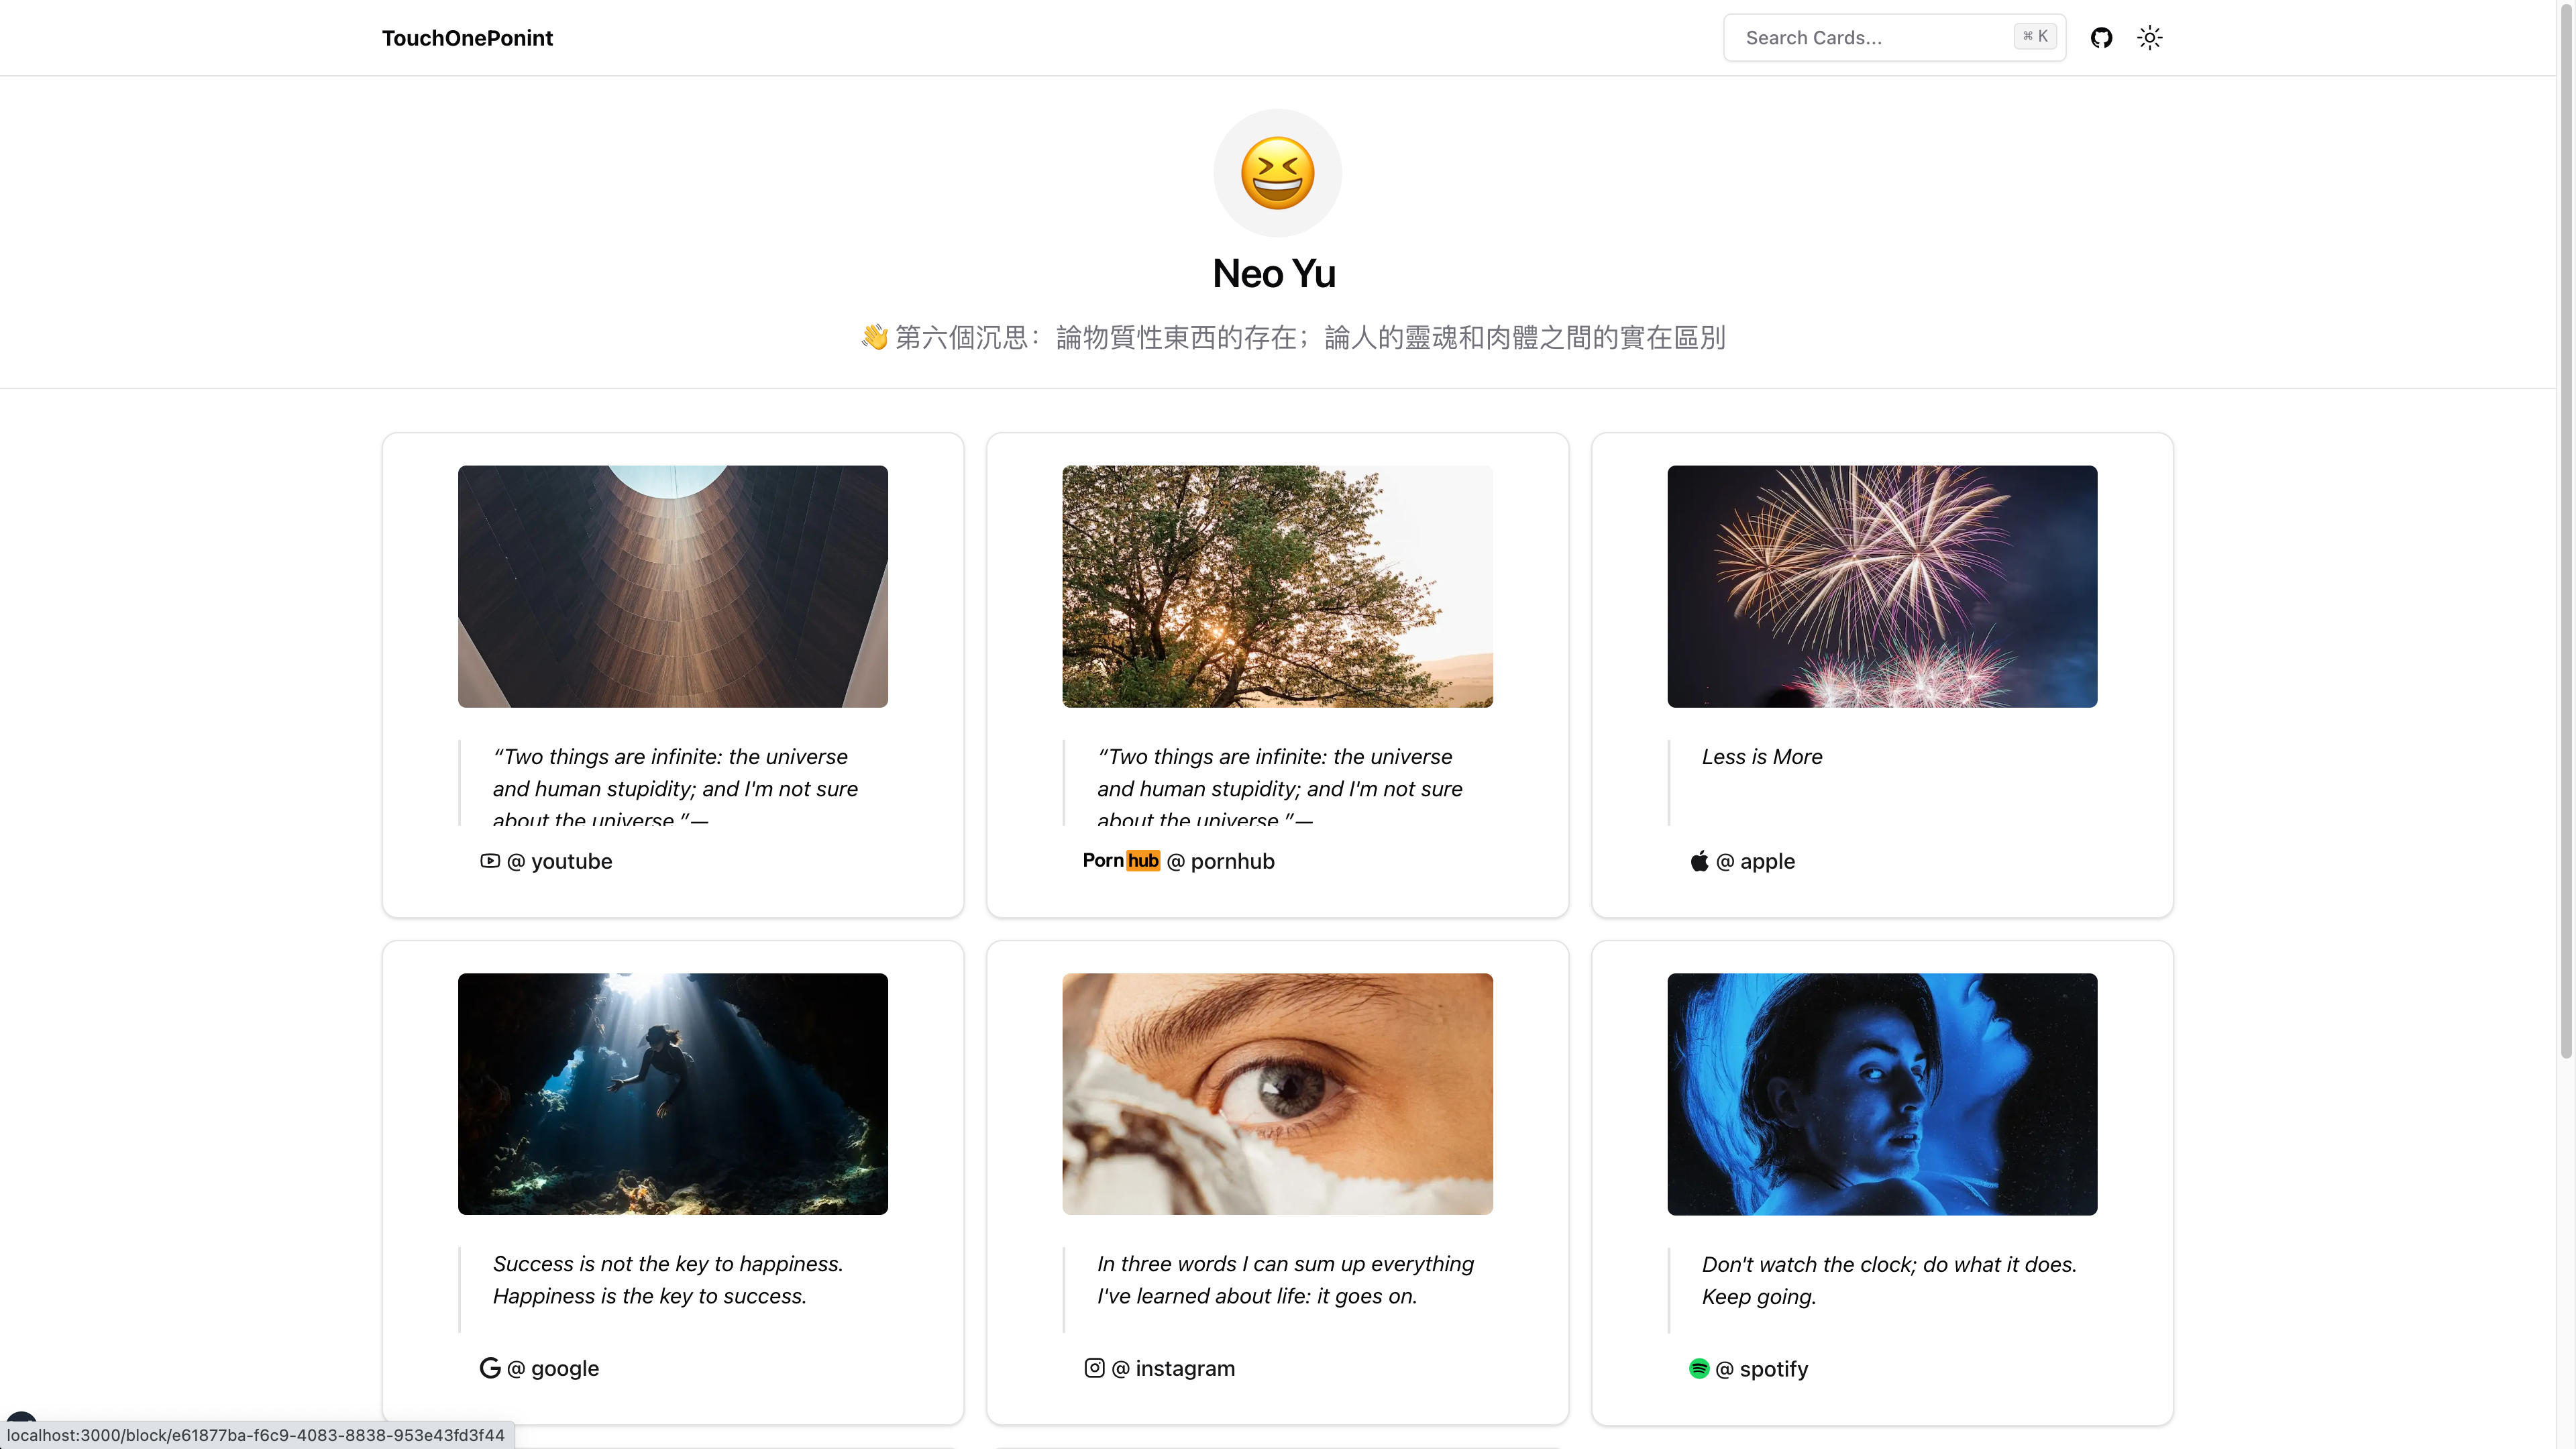 TouchOnePonint
Search Cards...
⌘ K
Neo Yu
👋 第六個沉思：論物質性東西的存在；論人的靈魂和肉體之間的實在區別
“Two things are infinite: the universe
and human stupidity; and I'm not sure
about the universe.”―
@ youtube
“Two things are infinite: the universe
and human stupidity; and I'm not sure
about the universe.”―
Porn hub @ pornhub
Less is More
@ apple
Success is not the key to happiness.
Happiness is the key to success.
@ google
In three words I can sum up everything
I've learned about life: it goes on.
@ instagram
Don't watch the clock; do what it does.
Keep going.
@ spotify
localhost:3000/block/e61877ba-f6c9-4083-8838-953e43fd3f44